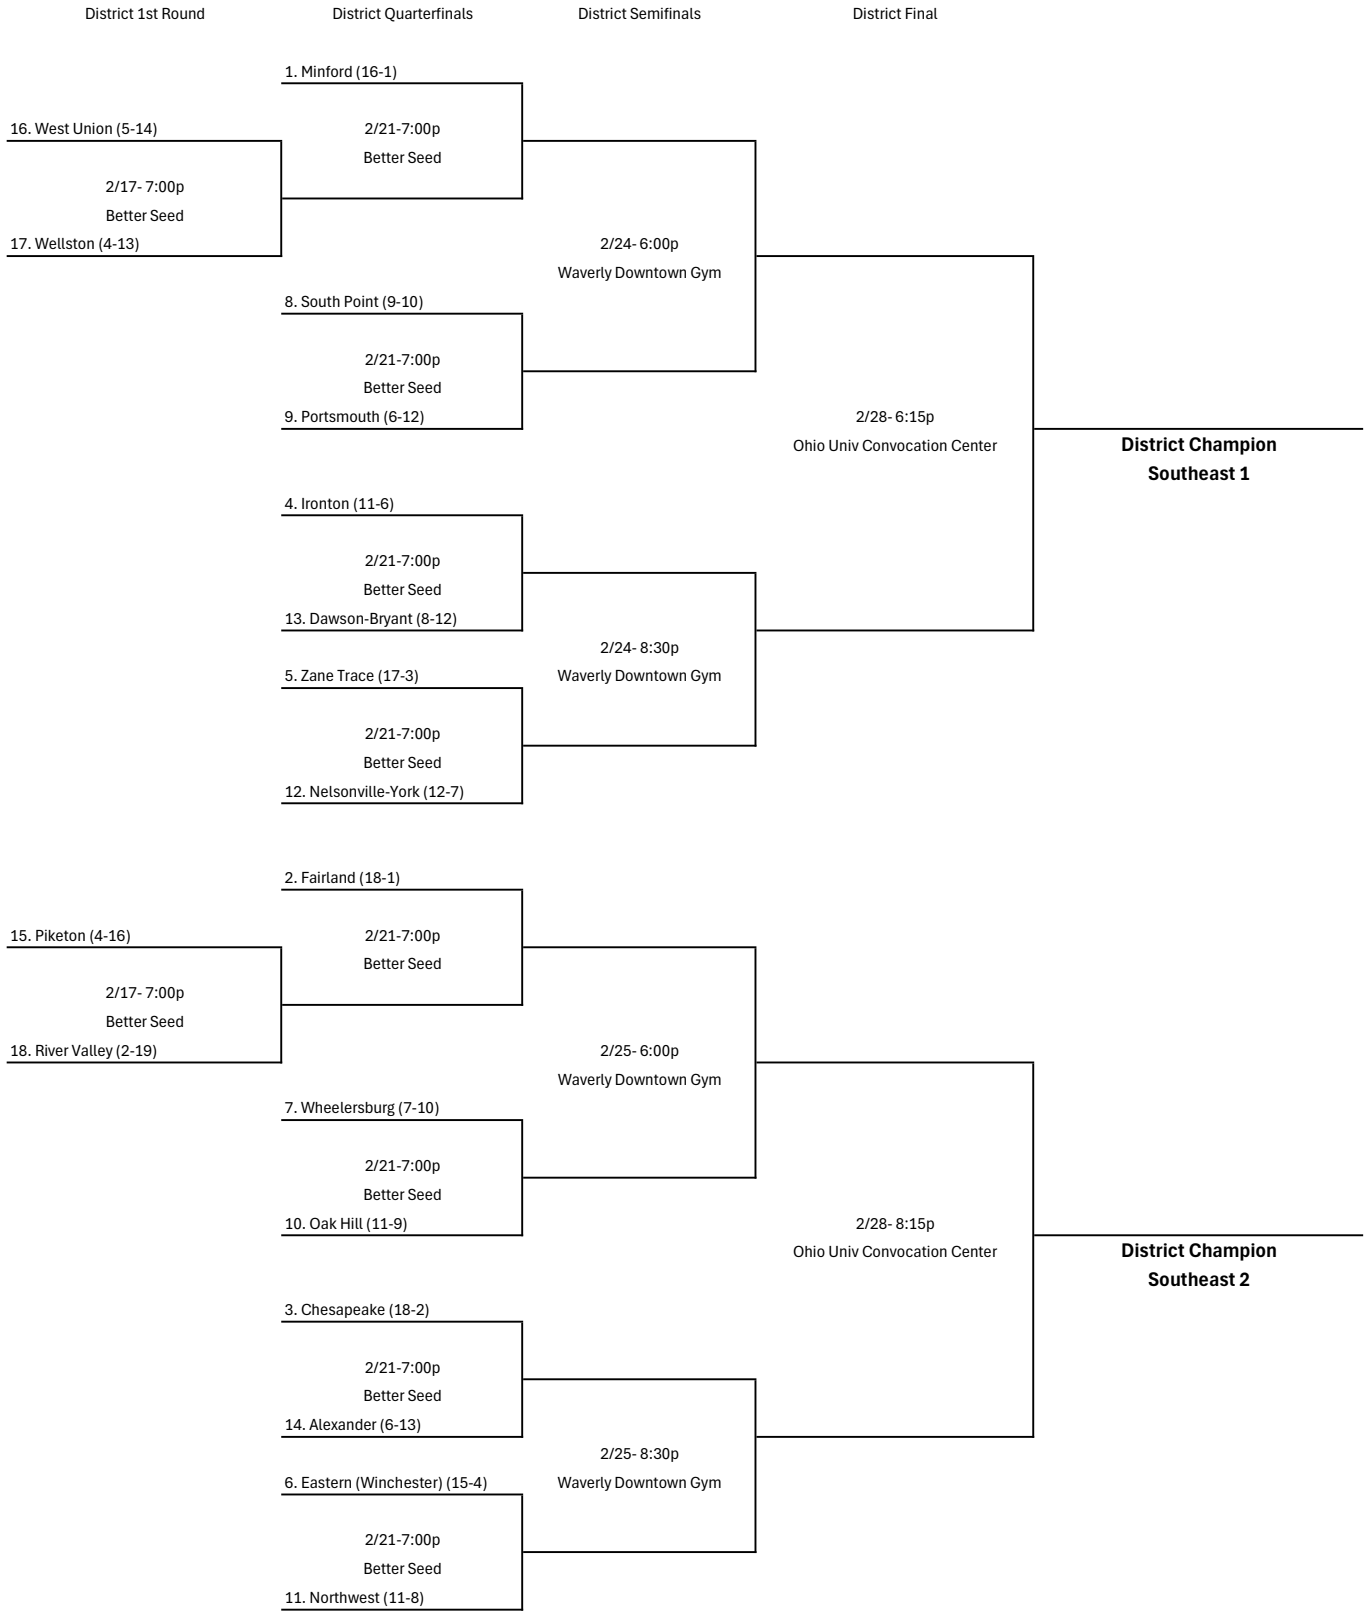 District 1st Round
District Quarterfinals
District Semifinals
District Final
1. Minford (16-1)
16. West Union (5-14)
2/21-7:00p
Better Seed
2/17- 7:00p
Better Seed
17. Wellston (4-13)
2/24- 6:00p
Waverly Downtown Gym
8. South Point (9-10)
2/21-7:00p
Better Seed
9. Portsmouth (6-12)
2/28- 6:15p
Ohio Univ Convocation Center
District Champion
Southeast 1
4. Ironton (11-6)
2/21-7:00p
Better Seed
13. Dawson-Bryant (8-12)
2/24- 8:30p
Waverly Downtown Gym
5. Zane Trace (17-3)
2/21-7:00p
Better Seed
12. Nelsonville-York (12-7)
2. Fairland (18-1)
15. Piketon (4-16)
2/21-7:00p
Better Seed
2/17- 7:00p
Better Seed
18. River Valley (2-19)
2/25- 6:00p
Waverly Downtown Gym
7. Wheelersburg (7-10)
2/21-7:00p
Better Seed
10. Oak Hill (11-9)
2/28- 8:15p
Ohio Univ Convocation Center
District Champion
Southeast 2
3. Chesapeake (18-2)
2/21-7:00p
Better Seed
14. Alexander (6-13)
2/25- 8:30p
Waverly Downtown Gym
6. Eastern (Winchester) (15-4)
2/21-7:00p
Better Seed
11. Northwest (11-8)